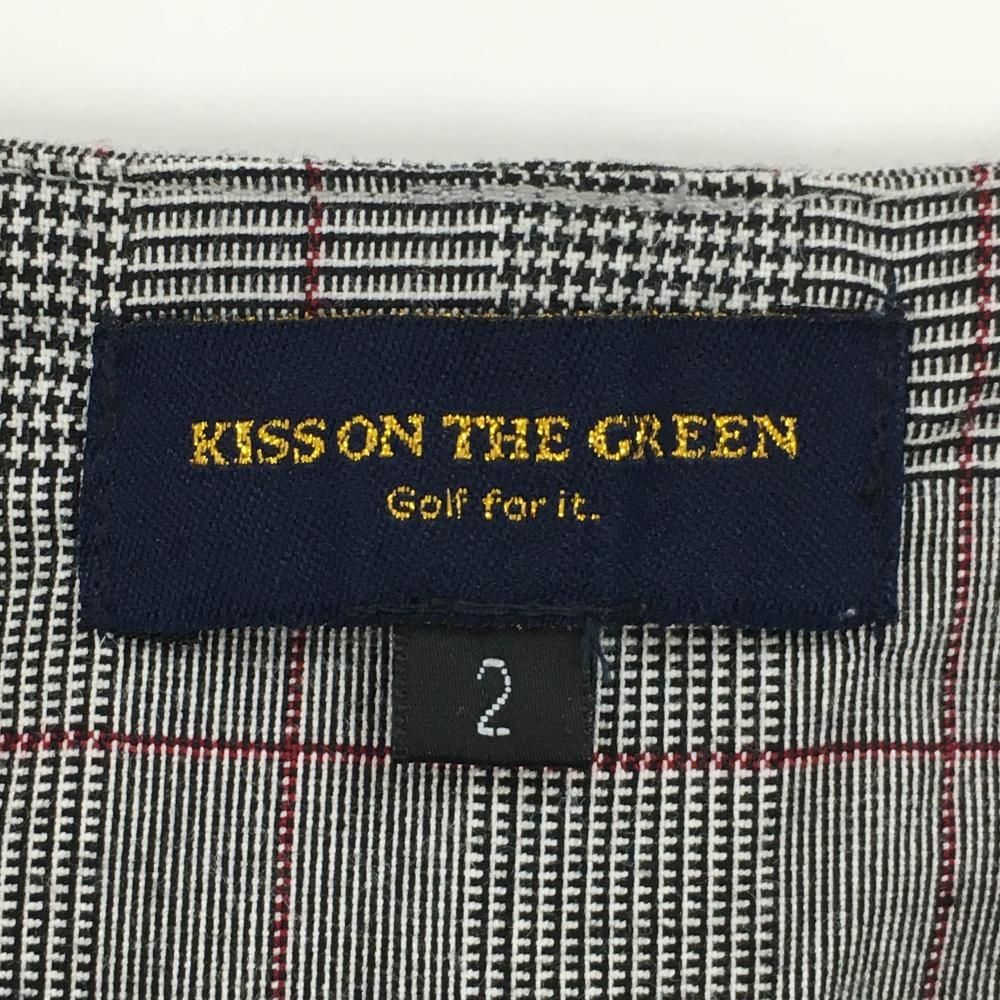 KISS ON THE GREEN
Golf for it.
2